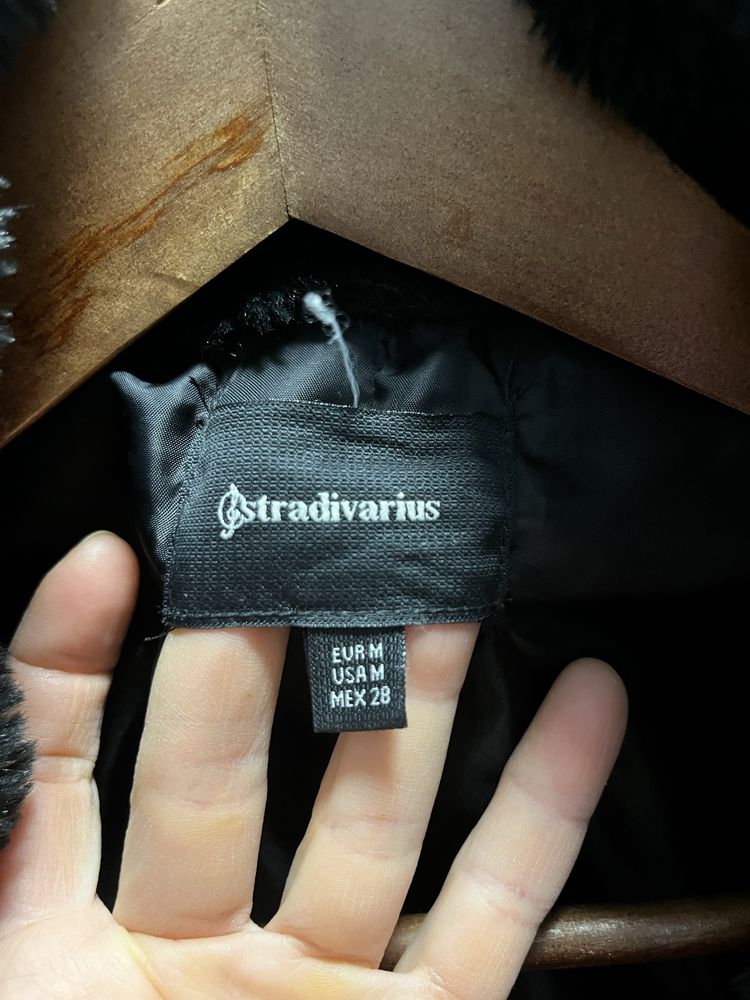 stradivarius
EUR M
USA M
MEX 28